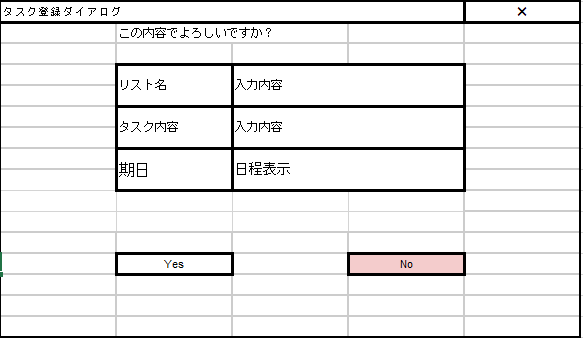 タスク登録ダイアログ ×
この内容でよろしいですか？
リスト名 入力内容
タスク内容 入力内容
期日 日程表示
Yes No